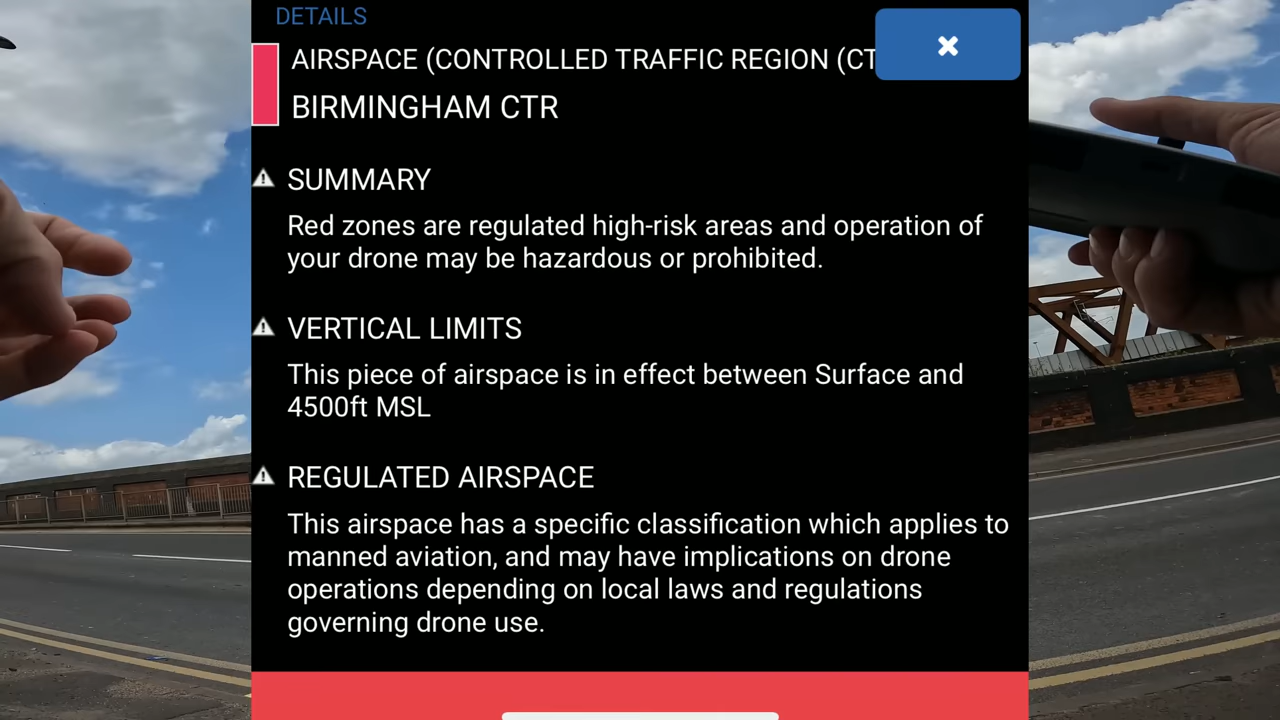 DETAILS
AIRSPACE (CONTROLLED TRAFFIC REGION (CT
BIRMINGHAM CTR
SUMMARY
Red zones are regulated high-risk areas and operation of
your drone may be hazardous or prohibited.
VERTICAL LIMITS
This piece of airspace is in effect between Surface and
4500ft MSL
REGULATED AIRSPACE
This airspace has a specific classification which applies to
manned aviation, and may have implications on drone
operations depending on local laws and regulations
governing drone use.